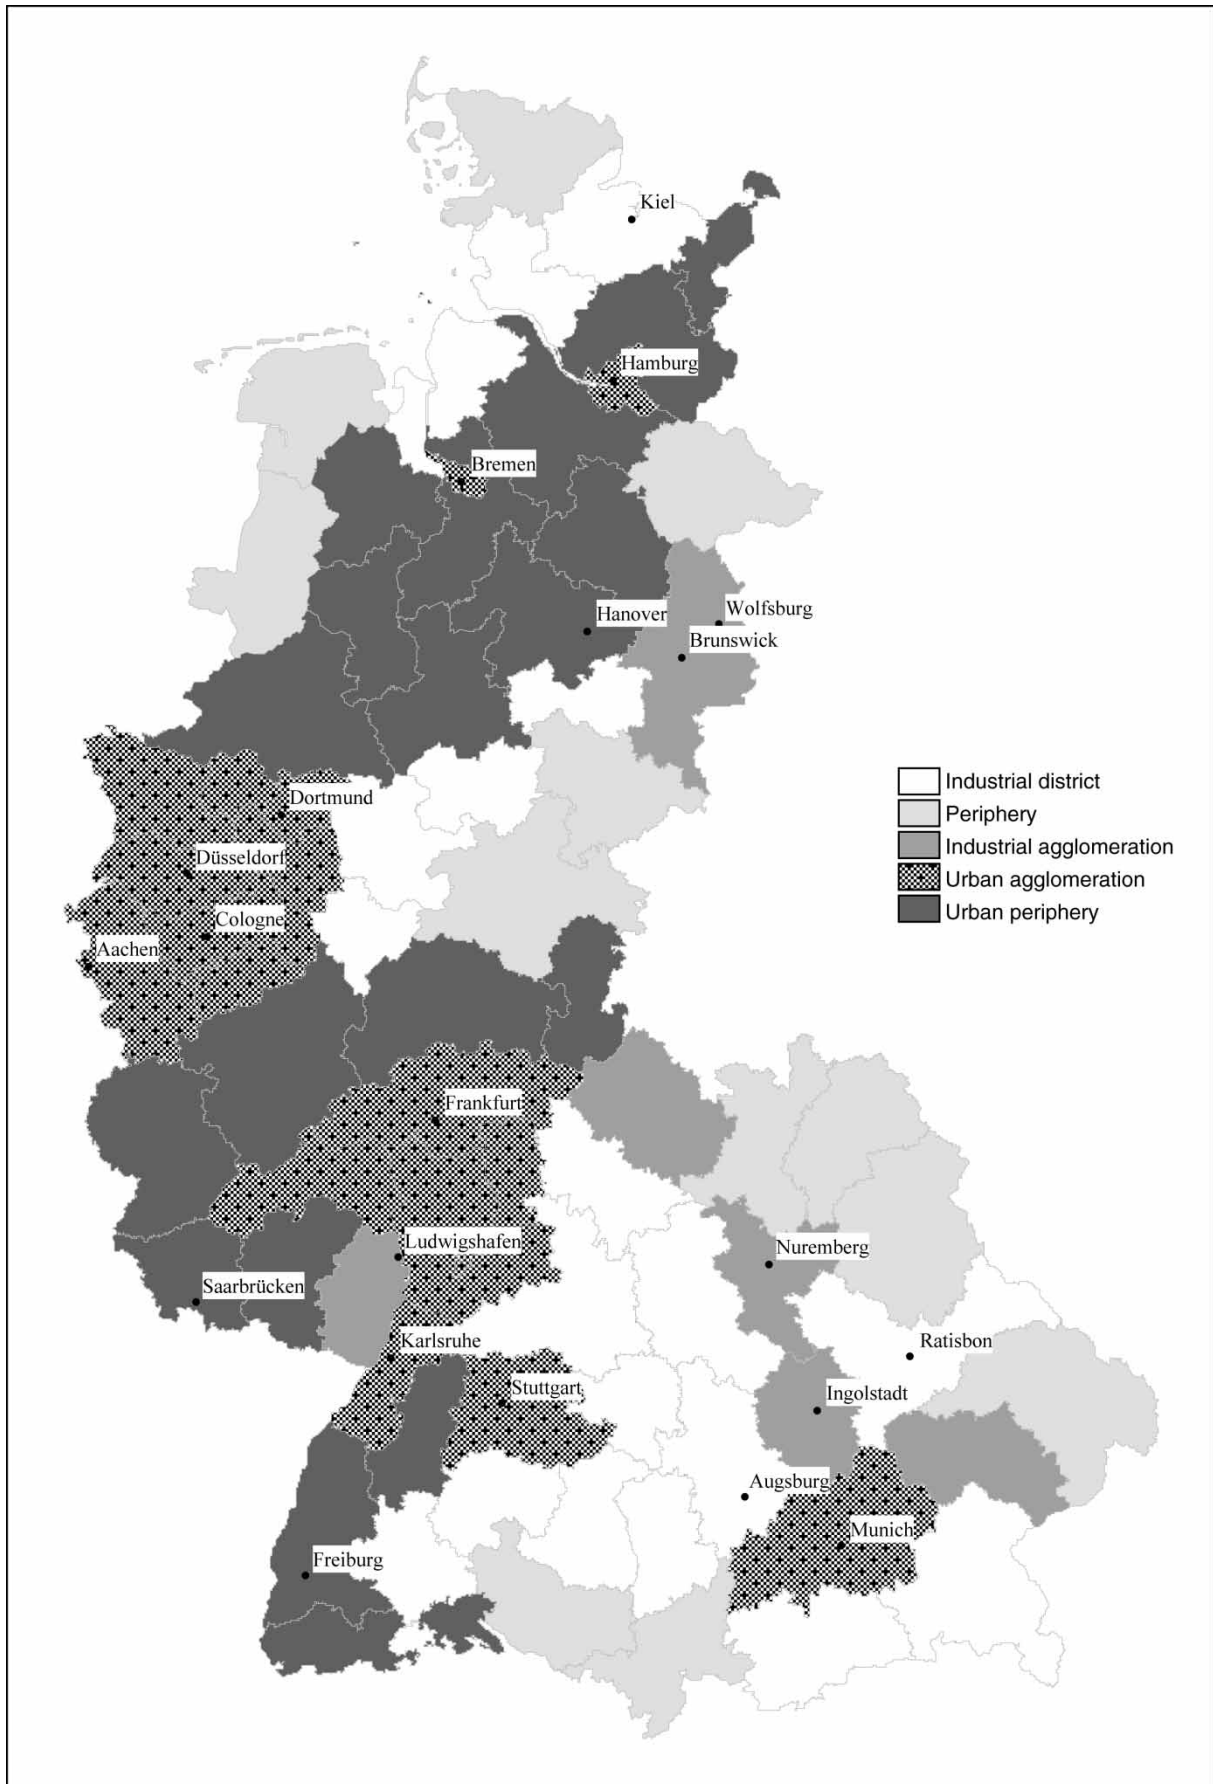 Kiel
Hamburg
Bremen
Hanover
Wolfsburg
Brunswick
Dortmund
Düsseldorf
Cologne
Aachen
Industrial district
Periphery
Industrial agglomeration
Urban agglomeration
Urban periphery
Frankfurt
Ludwigshafen
Nuremberg
Saarbrücken
Karlsruhe
Ratisbon
Stuttgart
Ingolstadt
Augsburg
Munich
Freiburg